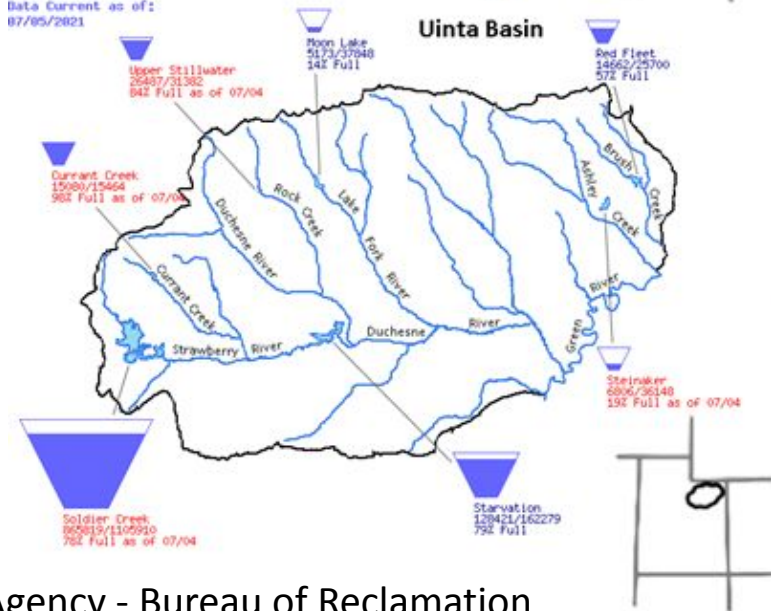 Data Current as of:
07/05/2021
Uinta Basin
Moon Lake
5173/37848
14% Full
Red Fleet
14662/25700
57% Full
Upper Stillwater
26487/31382
84% Full as of 07/04
Currant Creek
15080/15464
98% Full as of 07/04
Duchesne River
Rock Creek
Lake Fork River
Ashley Creek
Brush Creek
Currant Creek
Strawberry River
Duchesne River
Green River
Steinaker
6806/36148
19% Full as of 07/04
Soldier Creek
865819/1105910
78% Full as of 07/04
Starvation
128421/162279
79% Full
Agency - Bureau of Reclamation